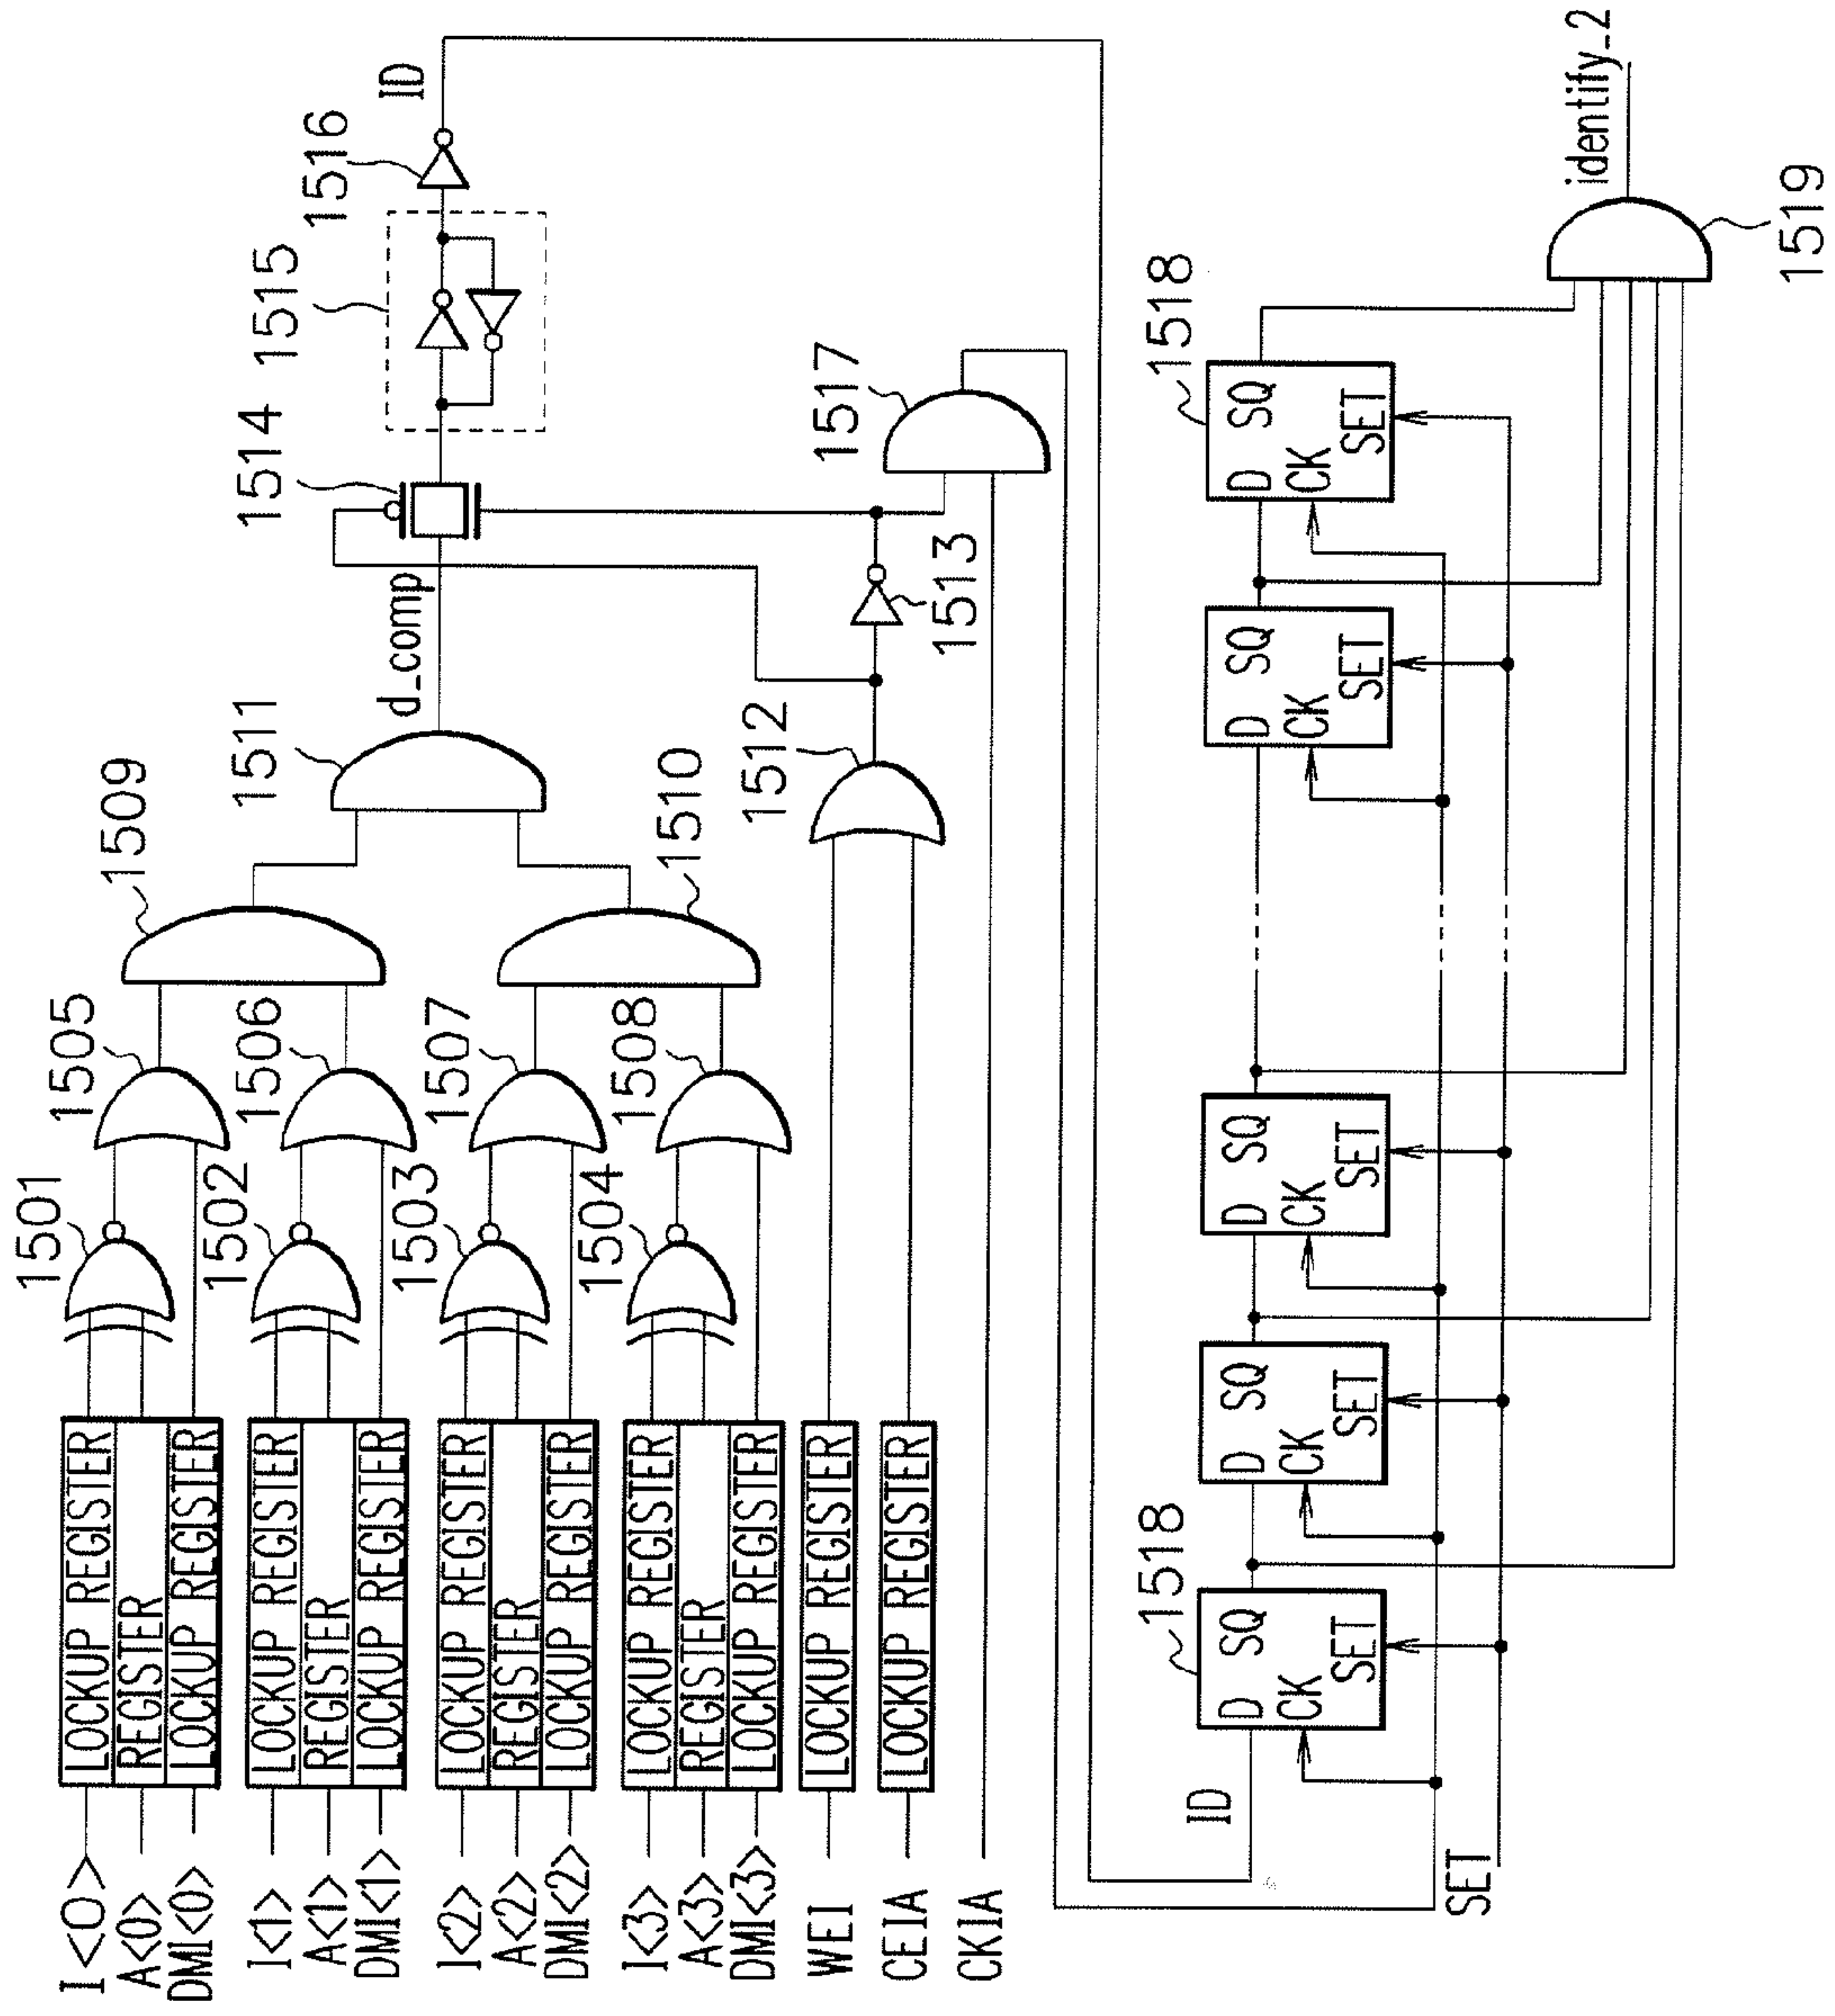 I<0>
A<0>
DMI<0>
LOCKUP REGISTER
REGISTER
LOCKUP REGISTER
1501
1505
I<1>
A<1>
DMI<1>
LOCKUP REGISTER
REGISTER
LOCKUP REGISTER
1502
1506
1509
I<2>
A<2>
DMI<2>
LOCKUP REGISTER
REGISTER
LOCKUP REGISTER
1503
1507
I<3>
A<3>
DMI<3>
LOCKUP REGISTER
REGISTER
LOCKUP REGISTER
1504
1508
1510
1511
d_comp
1514
1515
1516
ID
WEI
LOCKUP REGISTER
CEIA
LOCKUP REGISTER
1512
1513
1517
CKIA
ID
1518
D SQ
CK
SET
D SQ
CK
SET
D SQ
CK
SET
D SQ
CK
SET
1518
D SQ
CK
SET
SET
identify_2
1519